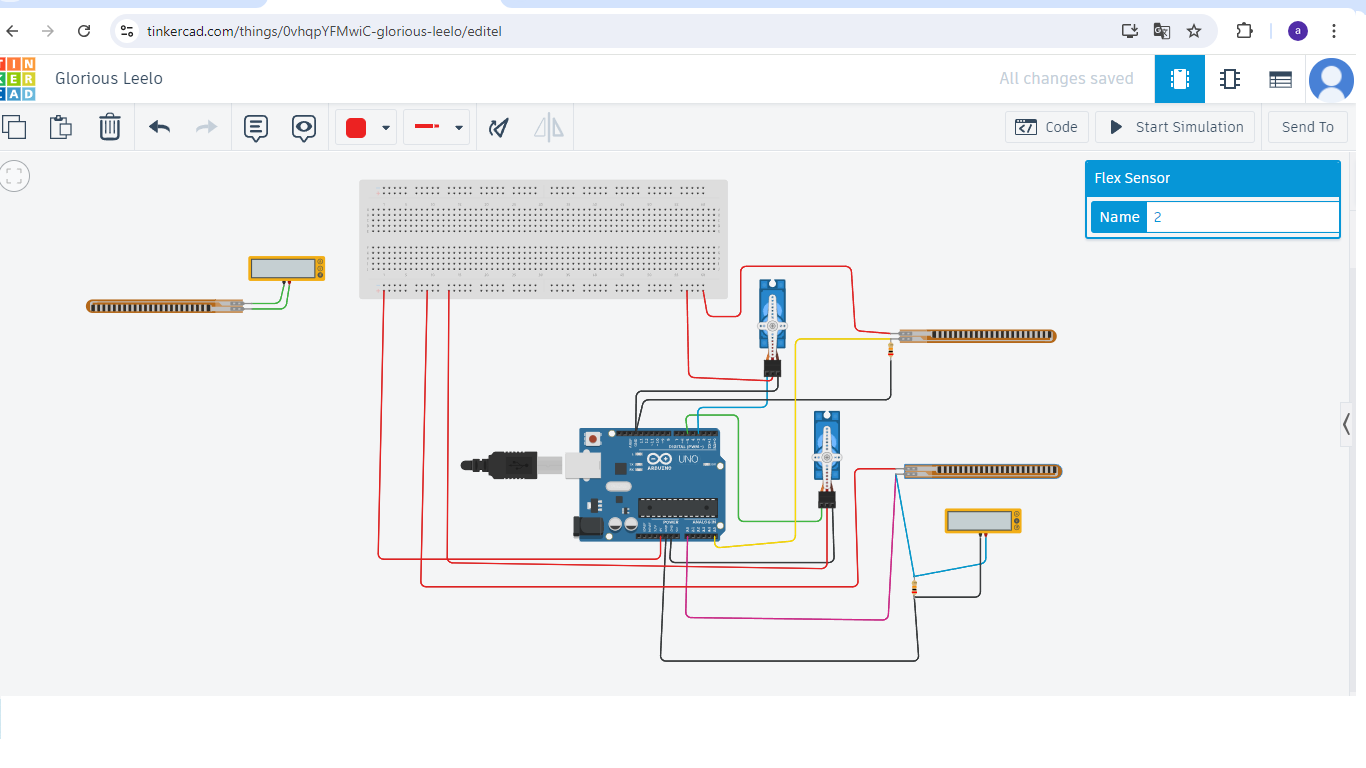 tinkercad.com/things/0vhqpYFMwiC-glorious-leelo/editel
a
TIN
KER
CAD
Glorious Leelo
All changes saved
Code
Start Simulation
Send To
Flex Sensor
Name 2
DIGITAL (PWM~)
UNO
ARDUINO
POWER
ANALOG IN